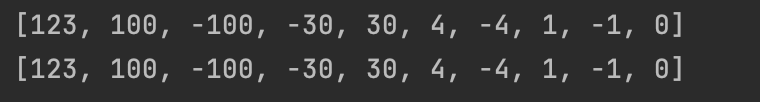 [123, 100, -100, -30, 30, 4, -4, 1, -1, 0]
[123, 100, -100, -30, 30, 4, -4, 1, -1, 0]